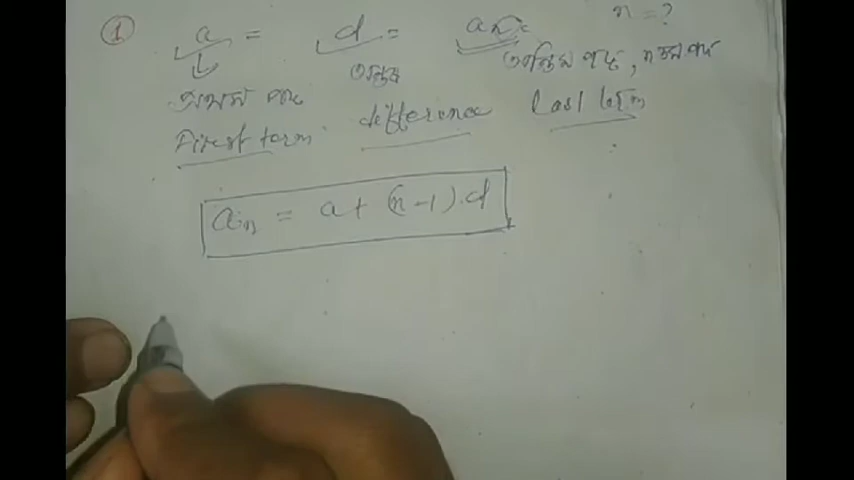 ① a = d = an = n = ?
অন্তর অন্তিম পদ, n তম পদ
প্রথম পদ
First term difference Last term
an = a + (n-1).d